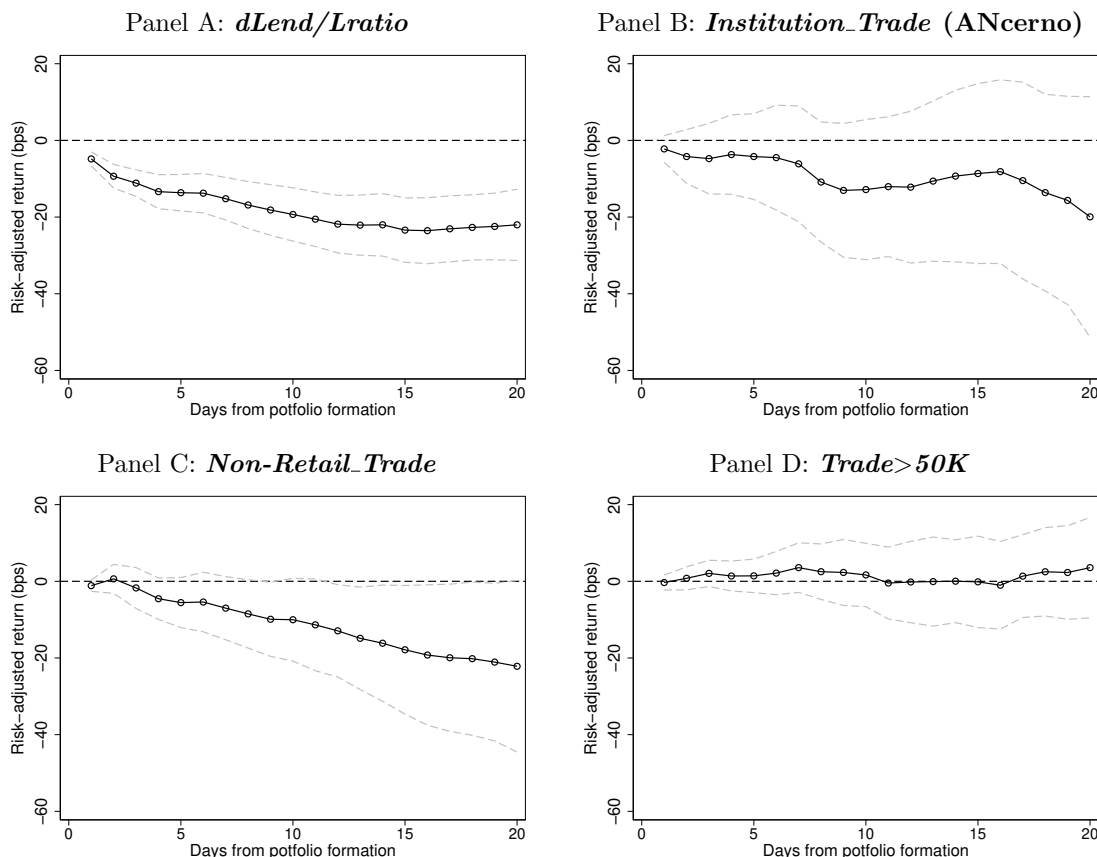 Panel A: dLend/Lratio
20
0
−20
−40
−60
Risk−adjusted return (bps)
0 5 10 15 20
Days from potfolio formation
Panel B: Institution_Trade (ANcerno)
20
0
−20
−40
−60
Risk−adjusted return (bps)
0 5 10 15 20
Days from potfolio formation
Panel C: Non-Retail_Trade
20
0
−20
−40
−60
Risk−adjusted return (bps)
0 5 10 15 20
Days from potfolio formation
Panel D: Trade>50K
20
0
−20
−40
−60
Risk−adjusted return (bps)
0 5 10 15 20
Days from potfolio formation